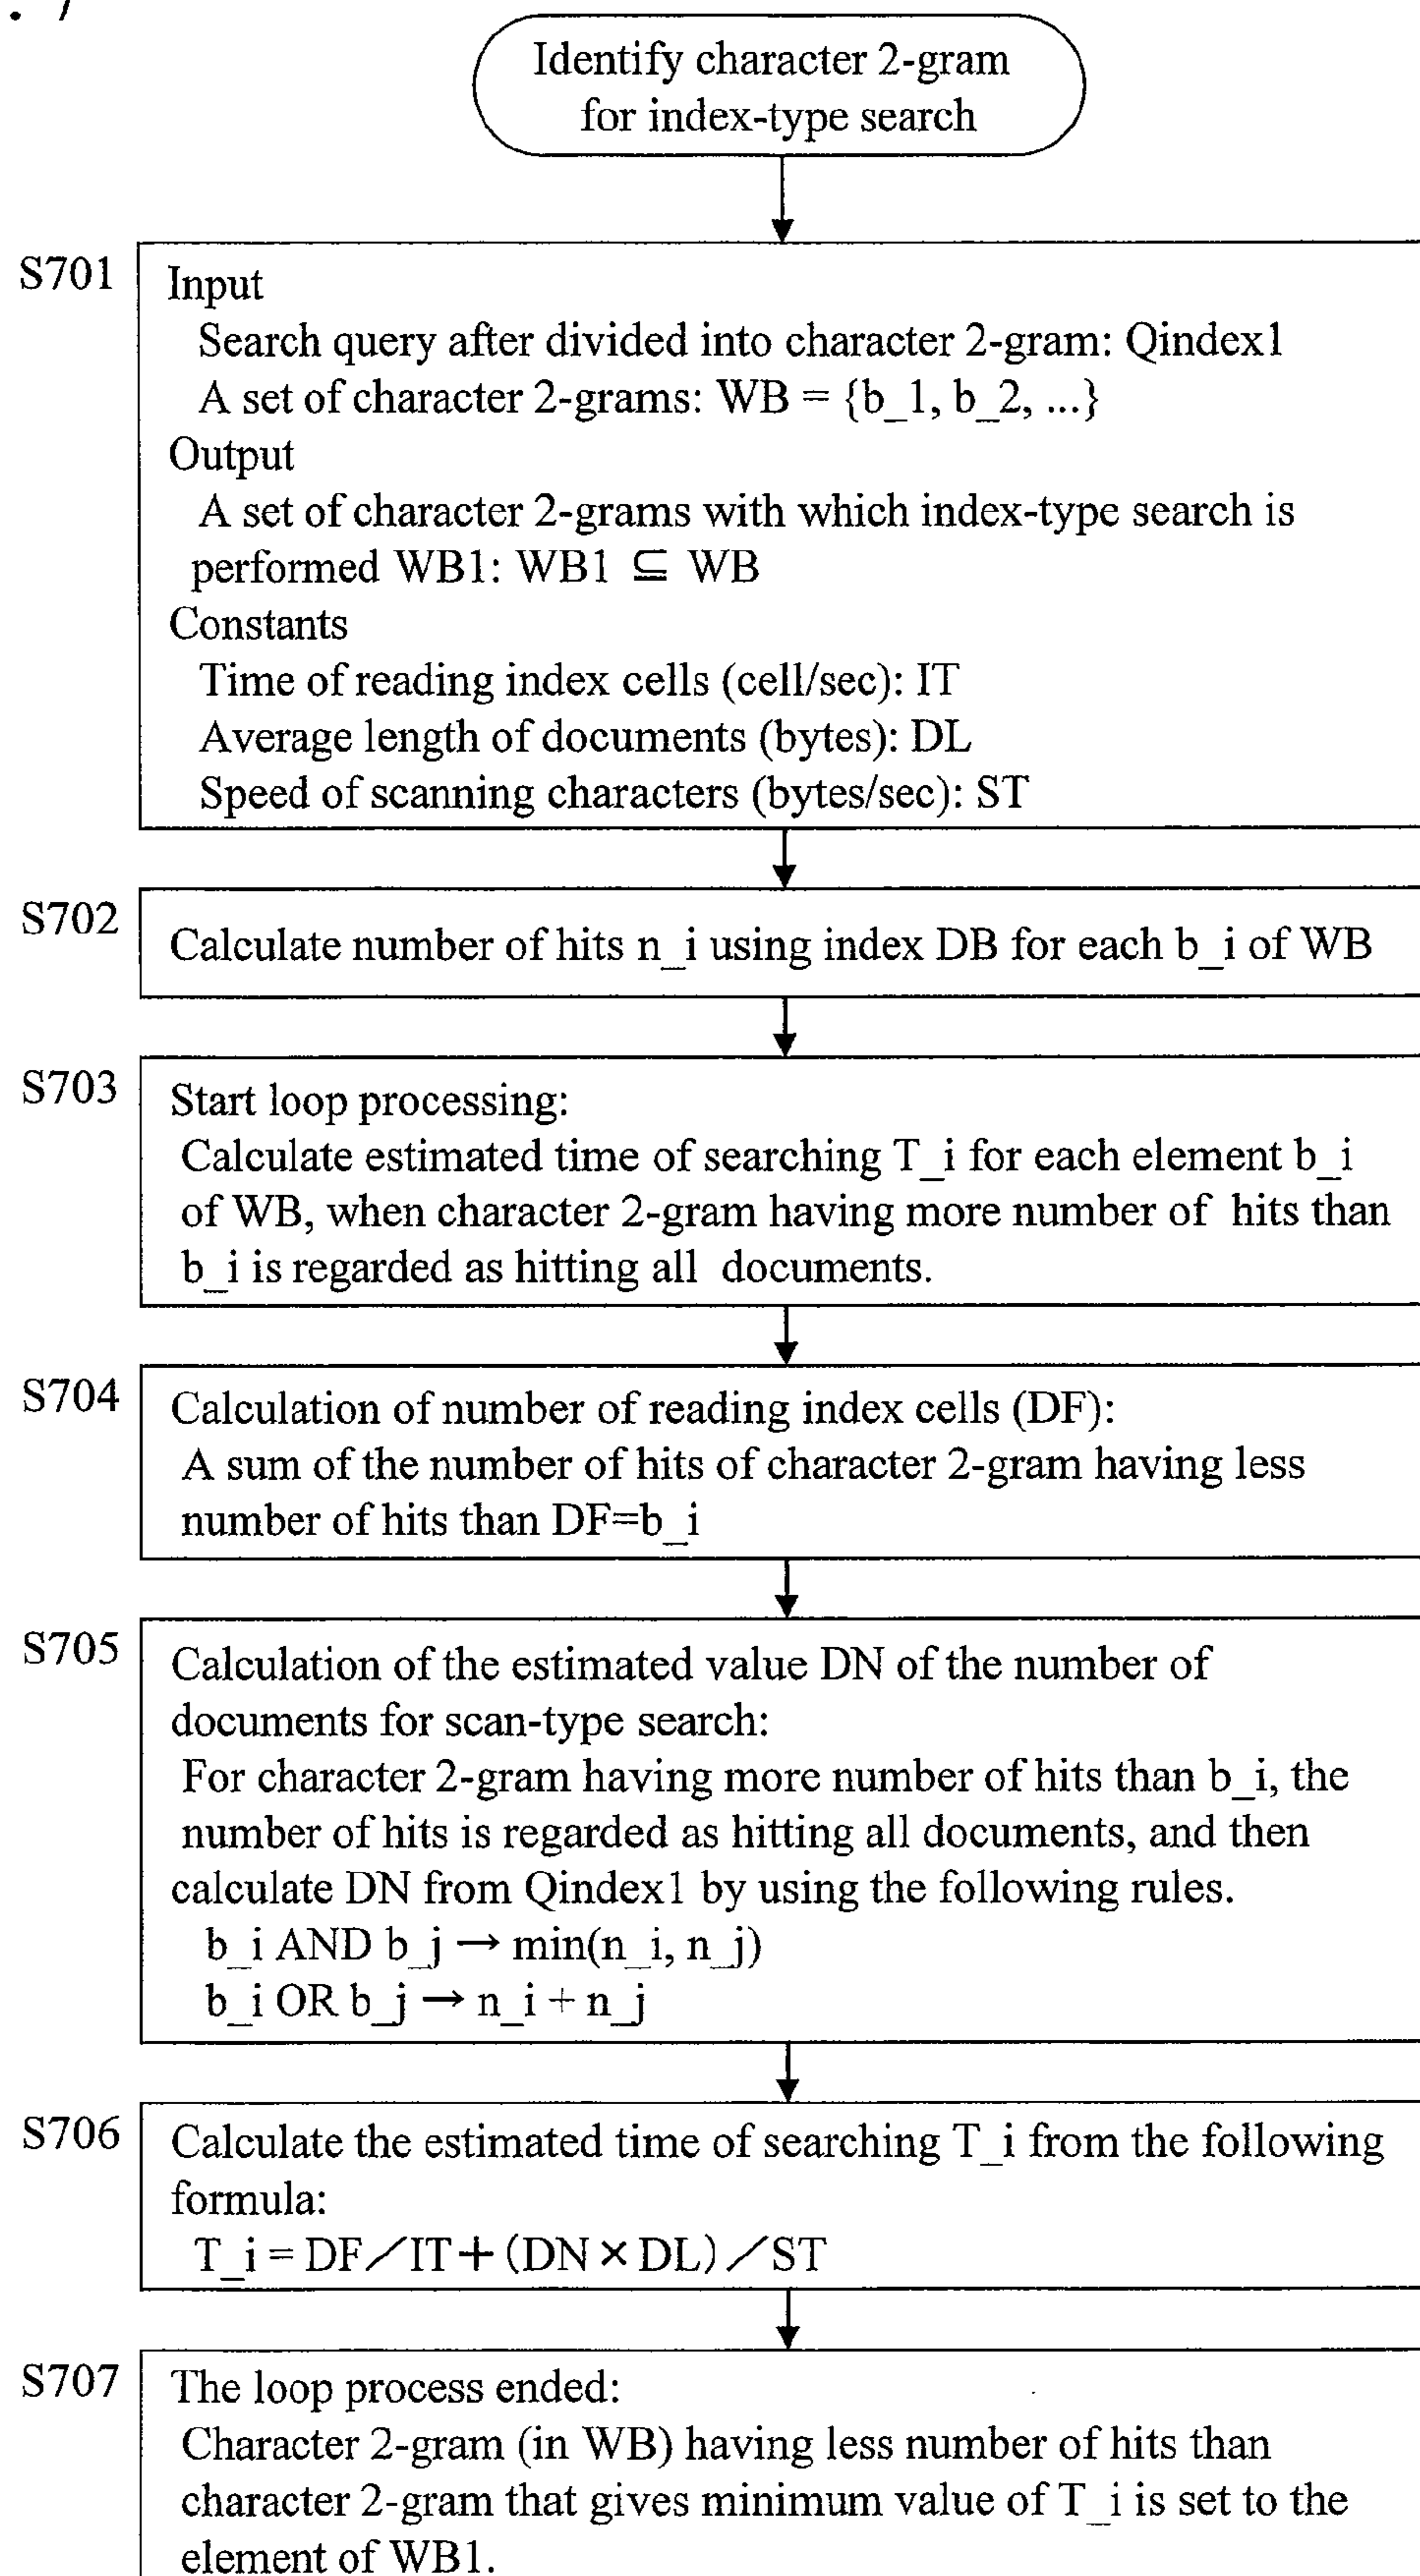 . 7
Identify character 2-gram
for index-type search
S701
Input
Search query after divided into character 2-gram: Qindex1
A set of character 2-grams: WB = {b_1, b_2, ...}
Output
A set of character 2-grams with which index-type search is
performed WB1: WB1 ⊆ WB
Constants
Time of reading index cells (cell/sec): IT
Average length of documents (bytes): DL
Speed of scanning characters (bytes/sec): ST
S702
Calculate number of hits n_i using index DB for each b_i of WB
S703
Start loop processing:
Calculate estimated time of searching T_i for each element b_i
of WB, when character 2-gram having more number of hits than
b_i is regarded as hitting all documents.
S704
Calculation of number of reading index cells (DF):
A sum of the number of hits of character 2-gram having less
number of hits than DF=b_i
S705
Calculation of the estimated value DN of the number of
documents for scan-type search:
For character 2-gram having more number of hits than b_i, the
number of hits is regarded as hitting all documents, and then
calculate DN from Qindex1 by using the following rules.
b_i AND b_j → min(n_i, n_j)
b_i OR b_j → n_i + n_j
S706
Calculate the estimated time of searching T_i from the following
formula:
T_i = DF/IT+(DN × DL)/ST
S707
The loop process ended:
Character 2-gram (in WB) having less number of hits than
character 2-gram that gives minimum value of T_i is set to the
element of WB1.